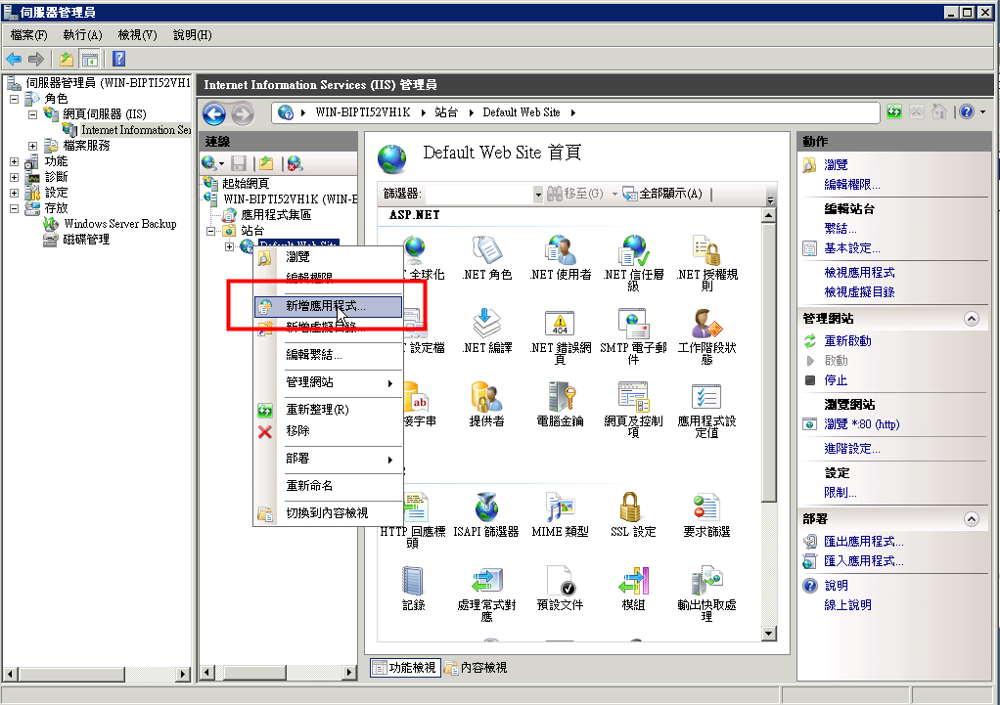 伺服器管理員
檔案(F) 執行(A) 檢視(V) 說明(H)
伺服器管理員 (WIN-BIPTI52VH1
角色
網頁伺服器 (IIS)
Internet Information Ser
檔案服務
功能
診斷
設定
存放
Windows Server Backup
磁碟管理
Internet Information Services (IIS) 管理員
WIN-BIPTI52VH1K 站台 Default Web Site
連線
起始網頁
WIN-BIPTI52VH1K (WIN-E
應用程式集區
站台
Default Web Site
瀏覽
編輯權限...
新增應用程式...
新增虛擬目錄...
編輯繫結...
管理網站
重新整理(R)
移除
部署
重新命名
切換到內容檢視
Default Web Site 首頁
篩選器: 移至(G) 全部顯示(A)
ASP.NET
.NET 全球化
.NET 角色
.NET 使用者
.NET 信任層級
.NET 授權規則
設定檔
.NET 編譯
.NET 錯誤網頁
SMTP 電子郵件
工作階段狀態
接字串
提供者
電腦金鑰
網頁及控制項
應用程式設定值
HTTP 回應標頭
ISAPI 篩選器
MIME 類型
SSL 設定
要求篩選
記錄
處理常式對應
預設文件
模組
輸出快取處理
功能檢視 內容檢視
動作
瀏覽
編輯權限...
編輯站台
繫結...
基本設定...
檢視應用程式
檢視虛擬目錄
管理網站
重新啟動
啟動
停止
瀏覽網站
瀏覽 *:80 (http)
進階設定...
設定
限制...
部署
匯出應用程式...
匯入應用程式...
說明
線上說明